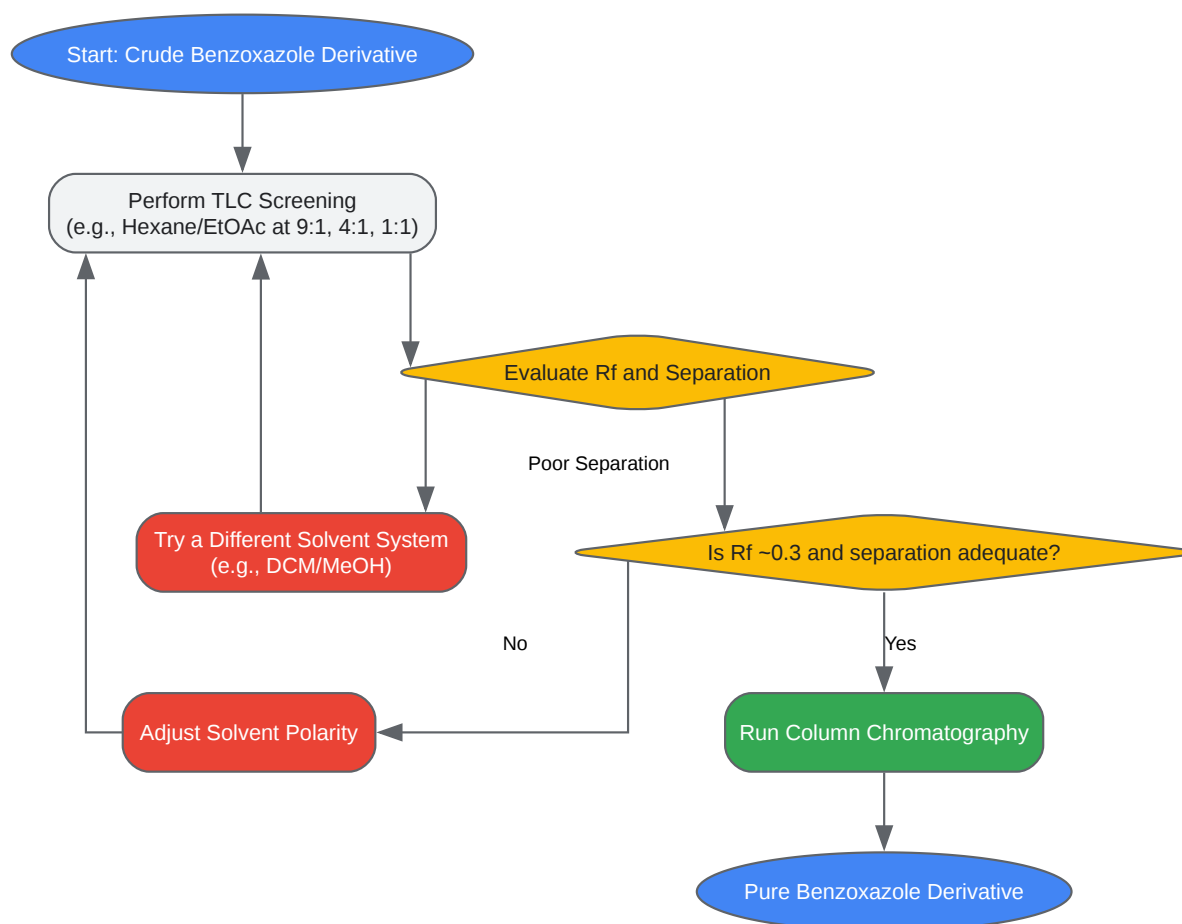 Start: Crude Benzoxazole Derivative
Perform TLC Screening
(e.g., Hexane/EtOAc at 9:1, 4:1, 1:1)
Evaluate Rf and Separation
Poor Separation
Try a Different Solvent System
(e.g., DCM/MeOH)
Is Rf ~0.3 and separation adequate?
No
Yes
Adjust Solvent Polarity
Run Column Chromatography
Pure Benzoxazole Derivative